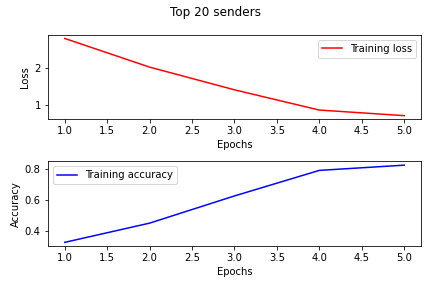 Top 20 senders
Training loss
Loss
2
1
1.0 1.5 2.0 2.5 3.0 3.5 4.0 4.5 5.0
Epochs
Training accuracy
Accuracy
0.8
0.6
0.4
1.0 1.5 2.0 2.5 3.0 3.5 4.0 4.5 5.0
Epochs